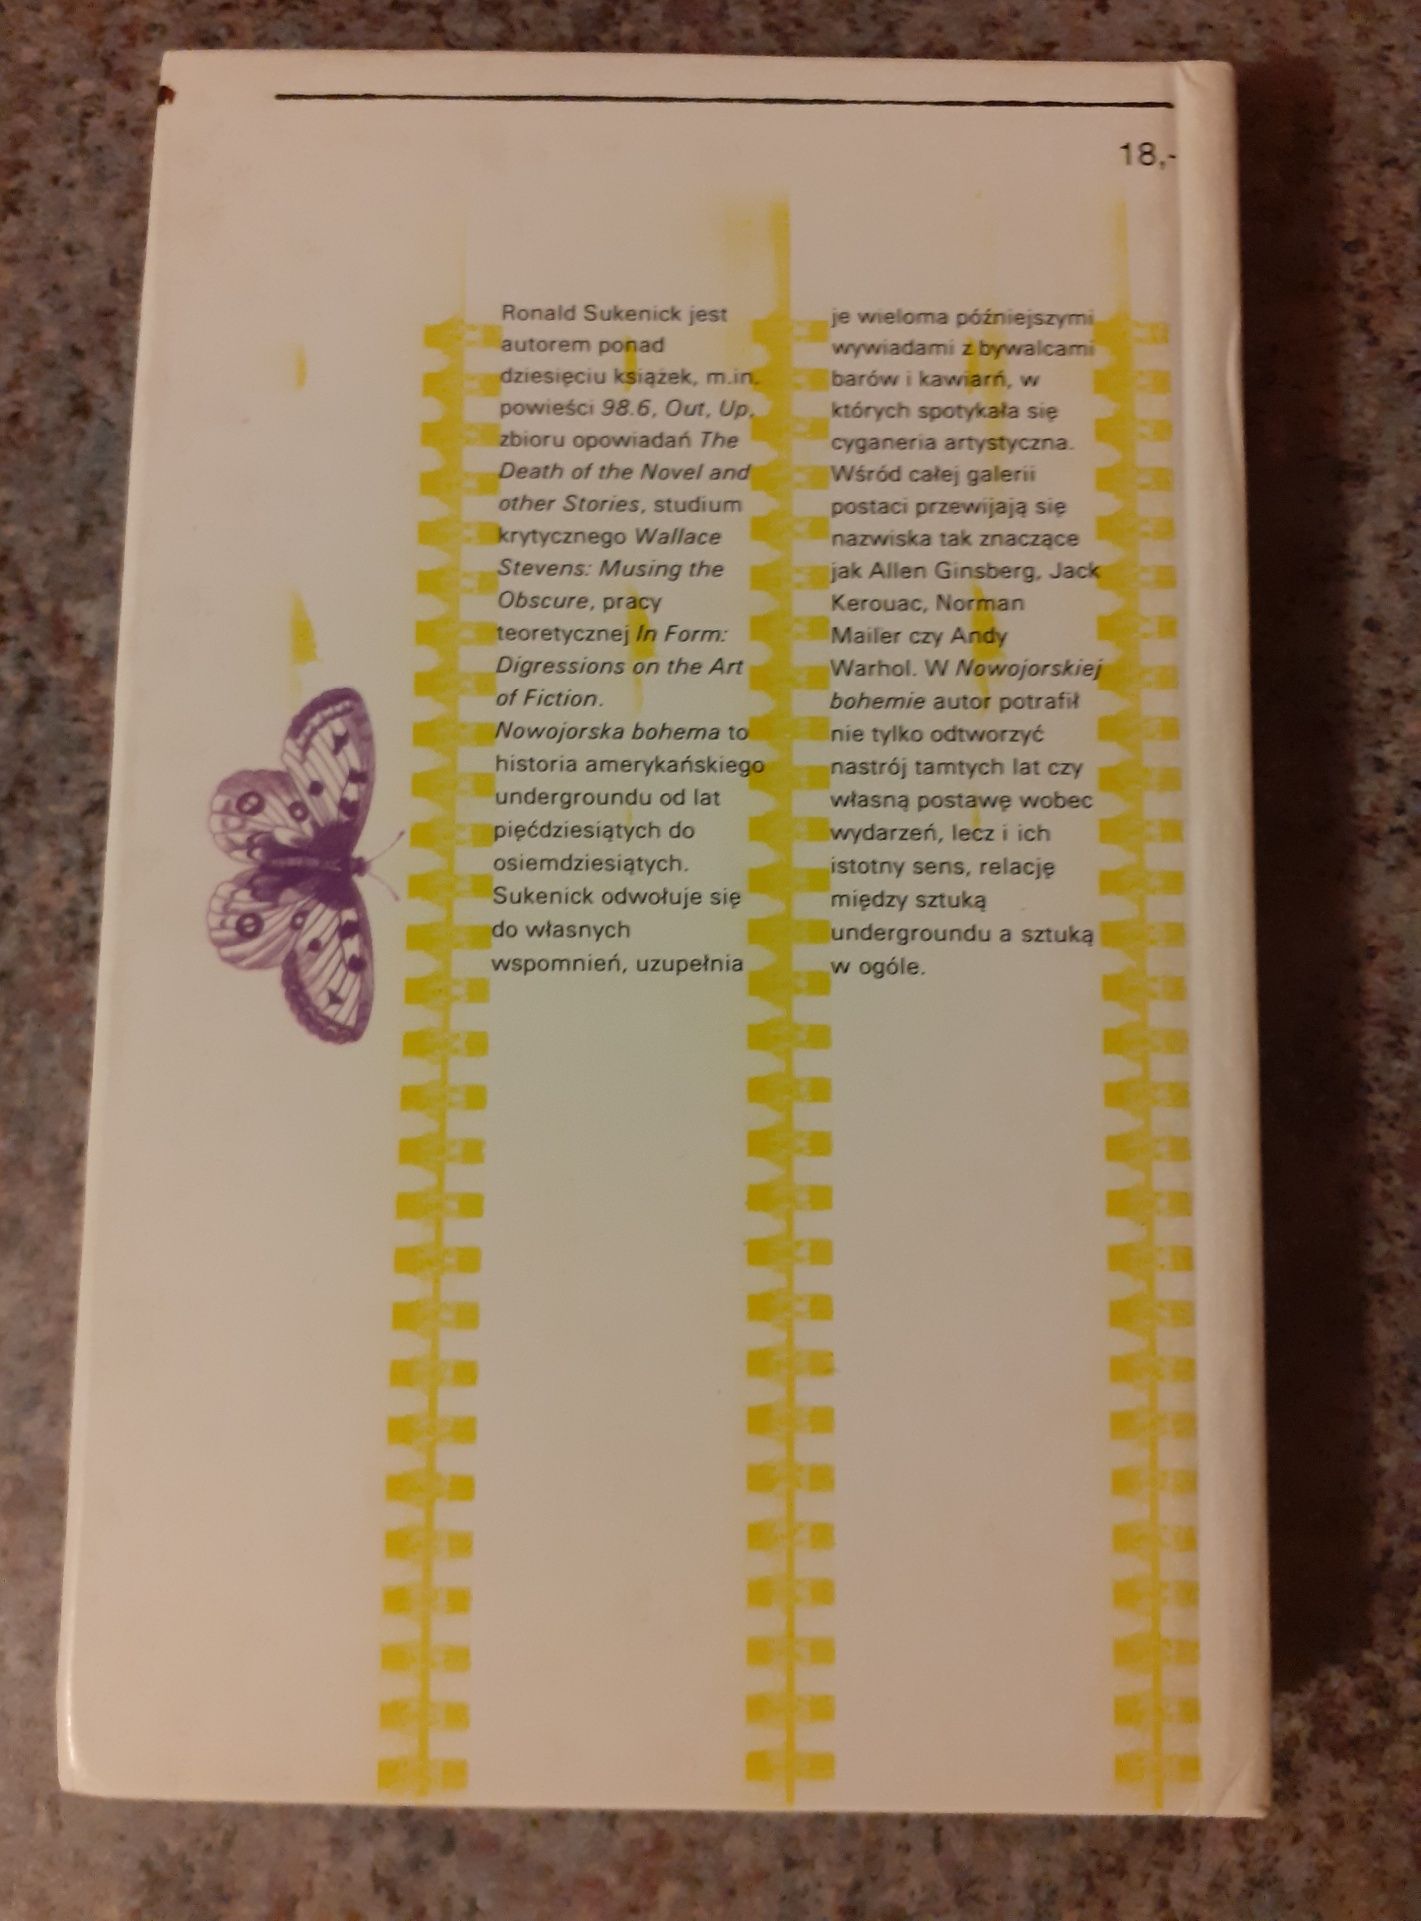 18,-
Ronald Sukenick jest
autorem ponad
dziesięciu książek, m.in.
powieści 98.6, Out, Up,
zbioru opowiadań The
Death of the Novel and
other Stories, studium
krytycznego Wallace
Stevens: Musing the
Obscure, pracy
teoretycznej In Form:
Digressions on the Art
of Fiction.
Nowojorska bohema to
historia amerykańskiego
undergroundu od lat
pięćdziesiątych do
osiemdziesiątych.
Sukenick odwołuje się
do własnych
wspomnień, uzupełnia
je wieloma późniejszymi
wywiadami z bywalcami
barów i kawiarń, w
których spotykała się
cyganeria artystyczna.
Wśród całej galerii
postaci przewijają się
nazwiska tak znaczące
jak Allen Ginsberg, Jack
Kerouac, Norman
Mailer czy Andy
Warhol. W Nowojorskiej
bohemie autor potrafił
nie tylko odtworzyć
nastrój tamtych lat czy
własną postawę wobec
wydarzeń, lecz i ich
istotny sens, relację
między sztuką
undergroundu a sztuką
w ogóle.